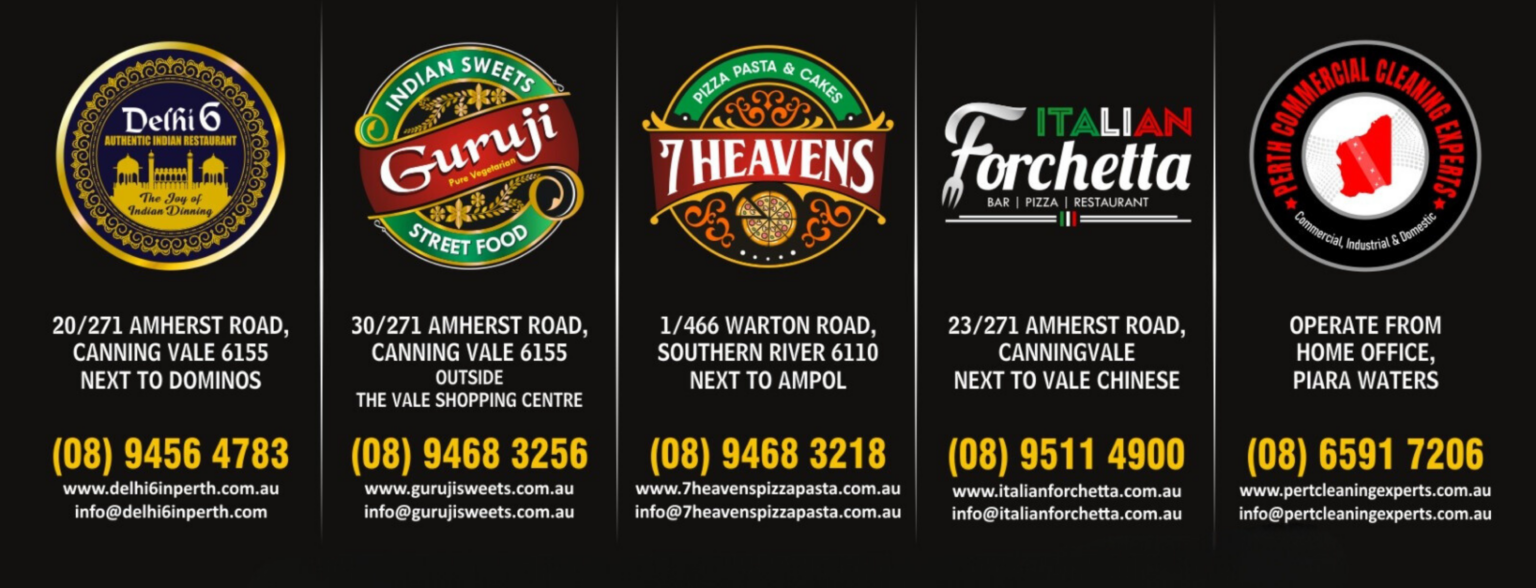 Delhi 6
AUTHENTIC INDIAN RESTAURANT
The Joy of
Indian Dinning
20/271 AMHERST ROAD,
CANNING VALE 6155
NEXT TO DOMINOS
(08) 9456 4783
www.delhi6inperth.com.au
info@delhi6inperth.com
INDIAN SWEETS
Guruji
Pure Vegetarian
STREET FOOD
30/271 AMHERST ROAD,
CANNING VALE 6155
OUTSIDE
THE VALE SHOPPING CENTRE
(08) 9468 3256
www.gurujisweets.com.au
info@gurujisweets.com.au
PIZZA PASTA & CAKES
7 HEAVENS
1/466 WARTON ROAD,
SOUTHERN RIVER 6110
NEXT TO AMPOL
(08) 9468 3218
www.7heavenspizzapasta.com.au
info@7heavenspizzapasta.com.au
ITALIAN
Forchetta
BAR | PIZZA | RESTAURANT
23/271 AMHERST ROAD,
CANNINGVALE
NEXT TO VALE CHINESE
(08) 9511 4900
www.italianforchetta.com.au
info@italianforchetta.com.au
PERTH COMMERCIAL CLEANING EXPERTS
Commercial, Industrial & Domestic
OPERATE FROM
HOME OFFICE,
PIARA WATERS
(08) 6591 7206
www.pertcleaningexperts.com.au
info@pertcleaningexperts.com.au